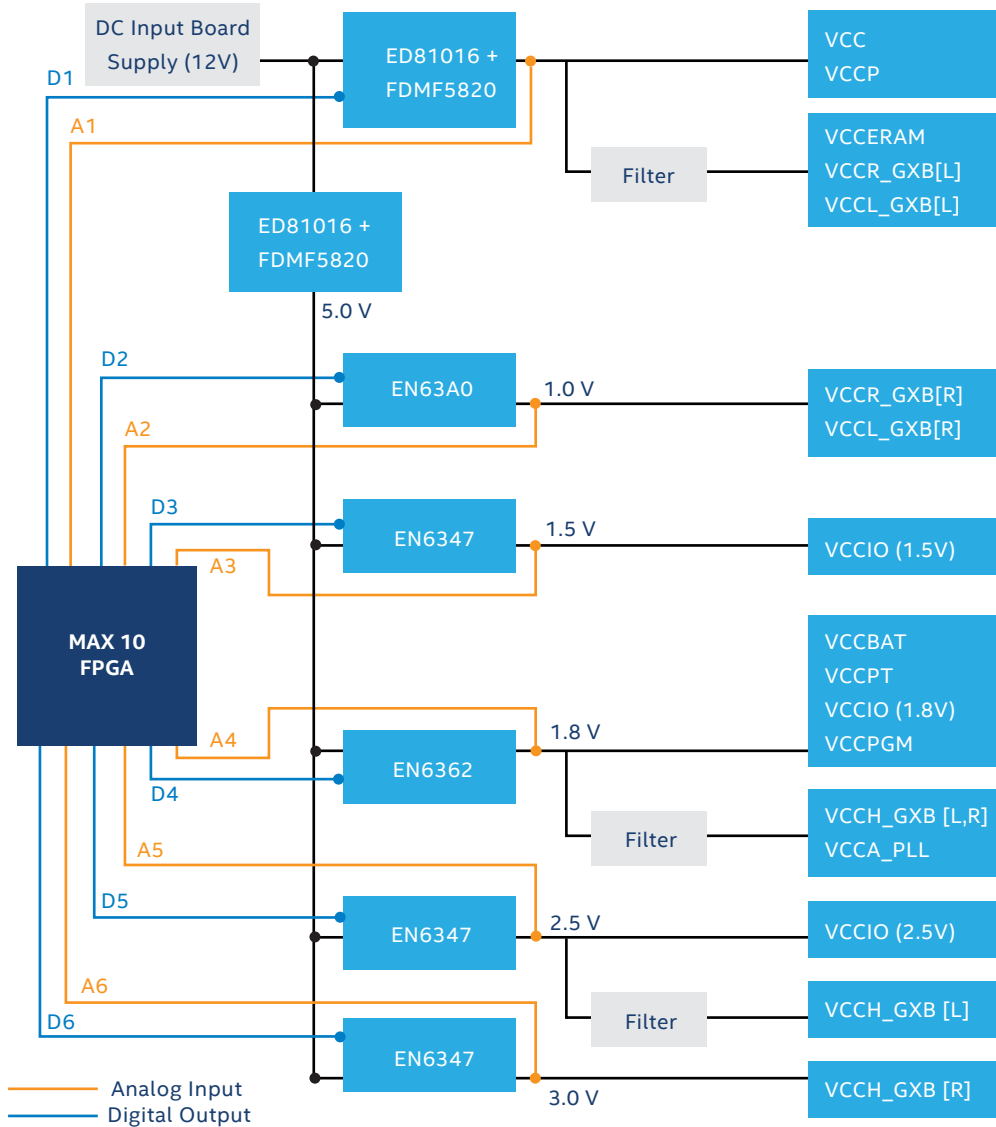 DC Input Board
Supply (12V)
D1
A1
ED81016 +
FDMF5820
VCC
VCCP
Filter
VCCERAM
VCCR_GXB[L]
VCCL_GXB[L]
ED81016 +
FDMF5820
5.0 V
D2
A2
EN63A0
1.0 V
VCCR_GXB[R]
VCCL_GXB[R]
D3
A3
EN6347
1.5 V
VCCIO (1.5V)
MAX 10
FPGA
A4
D4
EN6362
1.8 V
VCCBAT
VCCPT
VCCIO (1.8V)
VCCPGM
Filter
VCCH_GXB [L,R]
VCCA_PLL
A5
D5
EN6347
2.5 V
VCCIO (2.5V)
Filter
VCCH_GXB [L]
A6
D6
EN6347
3.0 V
VCCH_GXB [R]
Analog Input
Digital Output